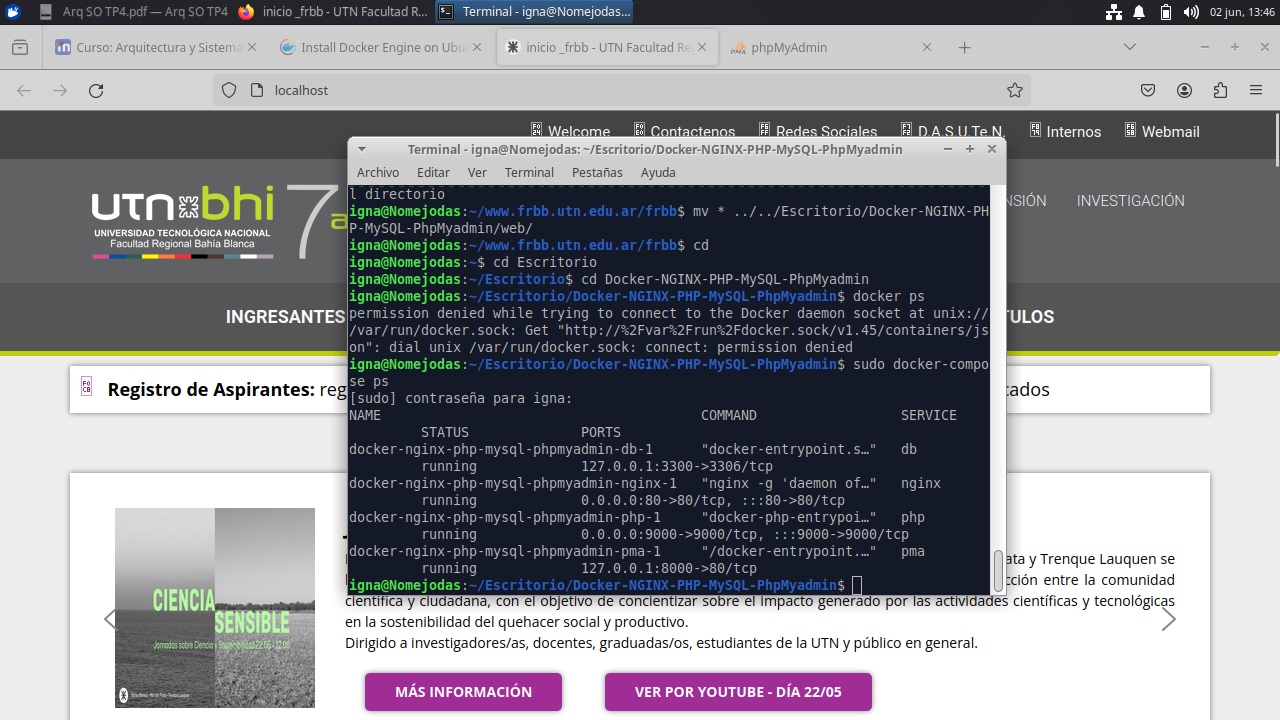 Arq SO TP4.pdf — Arq SO TP4
inicio _frbb - UTN Facultad R...
Terminal - igna@Nomejodas...
02 jun, 13:46
Curso: Arquitectura y Sistema
Install Docker Engine on Ubu
inicio _frbb - UTN Facultad Re
phpMyAdmin
localhost
Welcome
Contactenos
Redes Sociales
D.A.S.U.Te.N.
Internos
Webmail
utn bhi
UNIVERSIDAD TECNOLÓGICA NACIONAL
Facultad Regional Bahía Blanca
7
INVESTIGACIÓN
INGRESANTES
Registro de Aspirantes:
Terminal - igna@Nomejodas: ~/Escritorio/Docker-NGINX-PHP-MySQL-PhpMyadmin
Archivo Editar Ver Terminal Pestañas Ayuda
l directorio
igna@Nomejodas:~/www.frbb.utn.edu.ar/frbb$ mv * ../../Escritorio/Docker-NGINX-PH
P-MySQL-PhpMyadmin/web/
igna@Nomejodas:~/www.frbb.utn.edu.ar/frbb$ cd
igna@Nomejodas:~$ cd Escritorio
igna@Nomejodas:~/Escritorio$ cd Docker-NGINX-PHP-MySQL-PhpMyadmin
igna@Nomejodas:~/Escritorio/Docker-NGINX-PHP-MySQL-PhpMyadmin$ docker ps
permission denied while trying to connect to the Docker daemon socket at unix://
/var/run/docker.sock: Get "http://%2Fvar%2Frun%2Fdocker.sock/v1.45/containers/js
on": dial unix /var/run/docker.sock: connect: permission denied
igna@Nomejodas:~/Escritorio/Docker-NGINX-PHP-MySQL-PhpMyadmin$ sudo docker-compo
se ps
[sudo] contraseña para igna:
NAME COMMAND SERVICE
STATUS PORTS
docker-nginx-php-mysql-phpmyadmin-db-1 "docker-entrypoint.s…" db
running 127.0.0.1:3300->3306/tcp
docker-nginx-php-mysql-phpmyadmin-nginx-1 "nginx -g 'daemon of…" nginx
running 0.0.0.0:80->80/tcp, :::80->80/tcp
docker-nginx-php-mysql-phpmyadmin-php-1 "docker-php-entrypoi…" php
running 0.0.0.0:9000->9000/tcp, :::9000->9000/tcp
docker-nginx-php-mysql-phpmyadmin-pma-1 "/docker-entrypoint.…" pma
running 127.0.0.1:8000->80/tcp
igna@Nomejodas:~/Escritorio/Docker-NGINX-PHP-MySQL-PhpMyadmin$
CIENCIA
SENSIBLE
y Trenque Lauquen se
entre la comunidad
científica y ciudadana, con el objetivo de concientizar sobre el impacto generado por las actividades científicas y tecnológicas
en la sostenibilidad del quehacer social y productivo.
Dirigido a investigadores/as, docentes, graduadas/os, estudiantes de la UTN y público en general.
MÁS INFORMACIÓN
VER POR YOUTUBE - DÍA 22/05